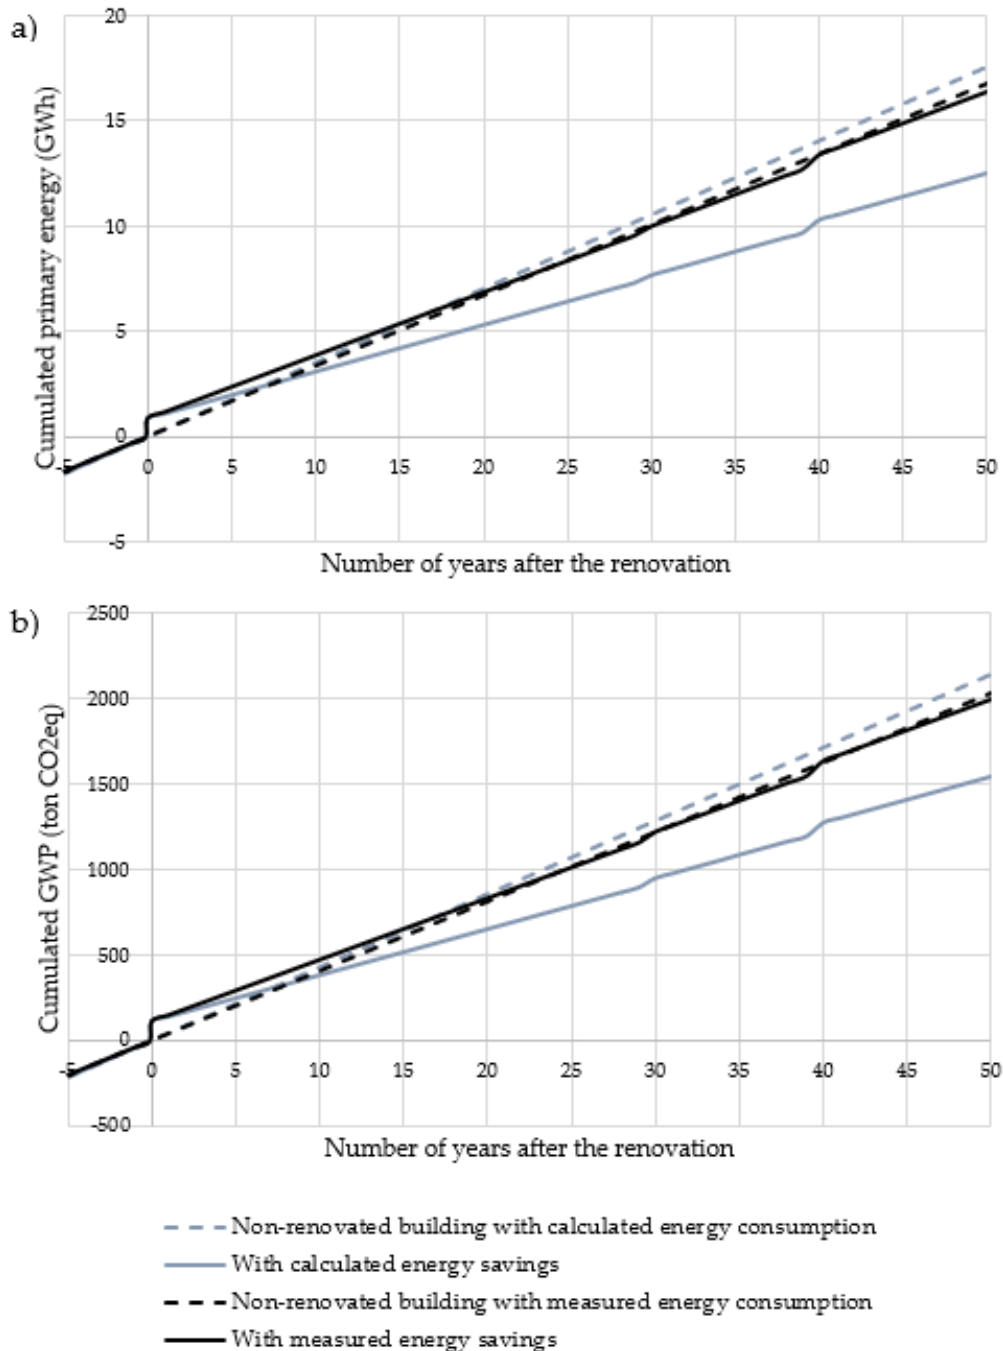 a)
20
15
10
5
0
-5
Cumulated primary energy (GWh)
-5 0 5 10 15 20 25 30 35 40 45 50
Number of years after the renovation
b)
2500
2000
1500
1000
500
0
-500
Cumulated GWP (ton CO2eq)
-5 0 5 10 15 20 25 30 35 40 45 50
Number of years after the renovation
Non-renovated building with calculated energy consumption
With calculated energy savings
Non-renovated building with measured energy consumption
With measured energy savings